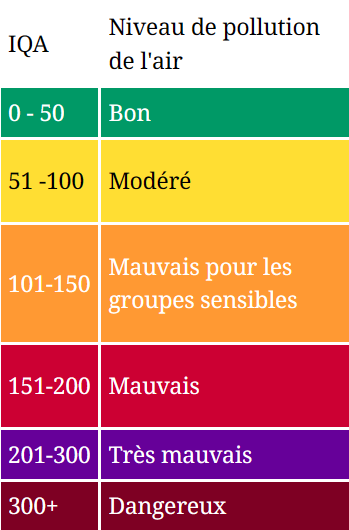 IQA
Niveau de pollution
de l'air
0 - 50 Bon
51 -100 Modéré
101-150 Mauvais pour les
groupes sensibles
151-200 Mauvais
201-300 Très mauvais
300+ Dangereux